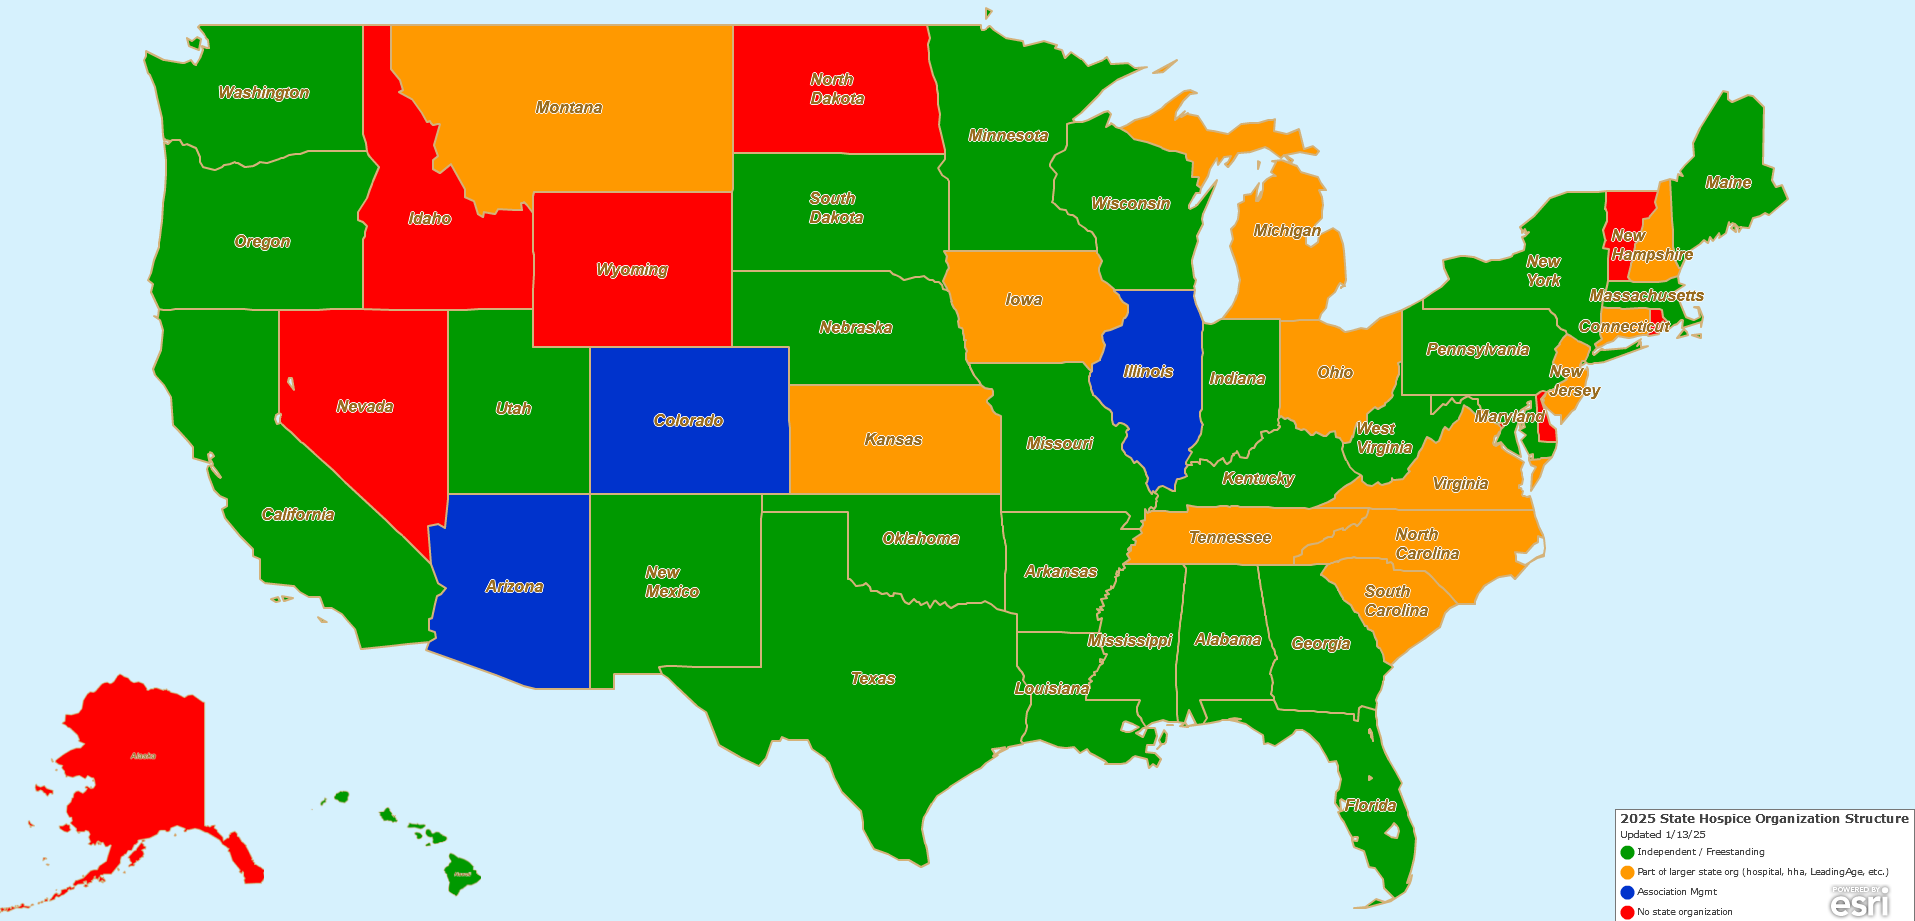 Washington
Montana
North
Dakota
Minnesota
Maine
Idaho
South
Dakota
Wisconsin
Michigan
Oregon
Wyoming
New
Hampshire
New
York
Iowa
Massachusetts
Nebraska
Connecticut
Pennsylvania
Illinois
Indiana
Ohio
New
Jersey
Nevada
Utah
Colorado
Kansas
Missouri
Maryland
West
Virginia
Kentucky
Virginia
California
Oklahoma
Tennessee
North
Carolina
Arizona
New
Mexico
Arkansas
South
Carolina
Mississippi
Alabama
Georgia
Texas
Louisiana
Alaska
Florida
Hawaii
2025 State Hospice Organization Structure
Updated 1/13/25
Independent / Freestanding
Part of larger state org (hospital, hha, LeadingAge, etc.)
Association Mgmt
No state organization
POWERED BY
esri